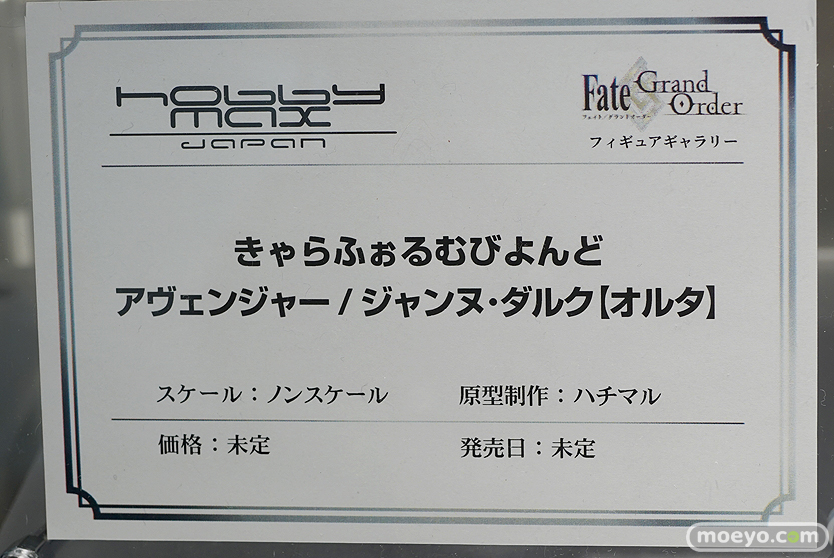 hobby
max
JAPAN
Fate Grand
Order
フェイト/グランドオーダー
フィギュアギャラリー
きゃらふぉるむびよんど
アヴェンジャー / ジャンヌ・ダルク【オルタ】
スケール：ノンスケール
原型制作：ハチマル
価格：未定
発売日：未定
moeyo.com